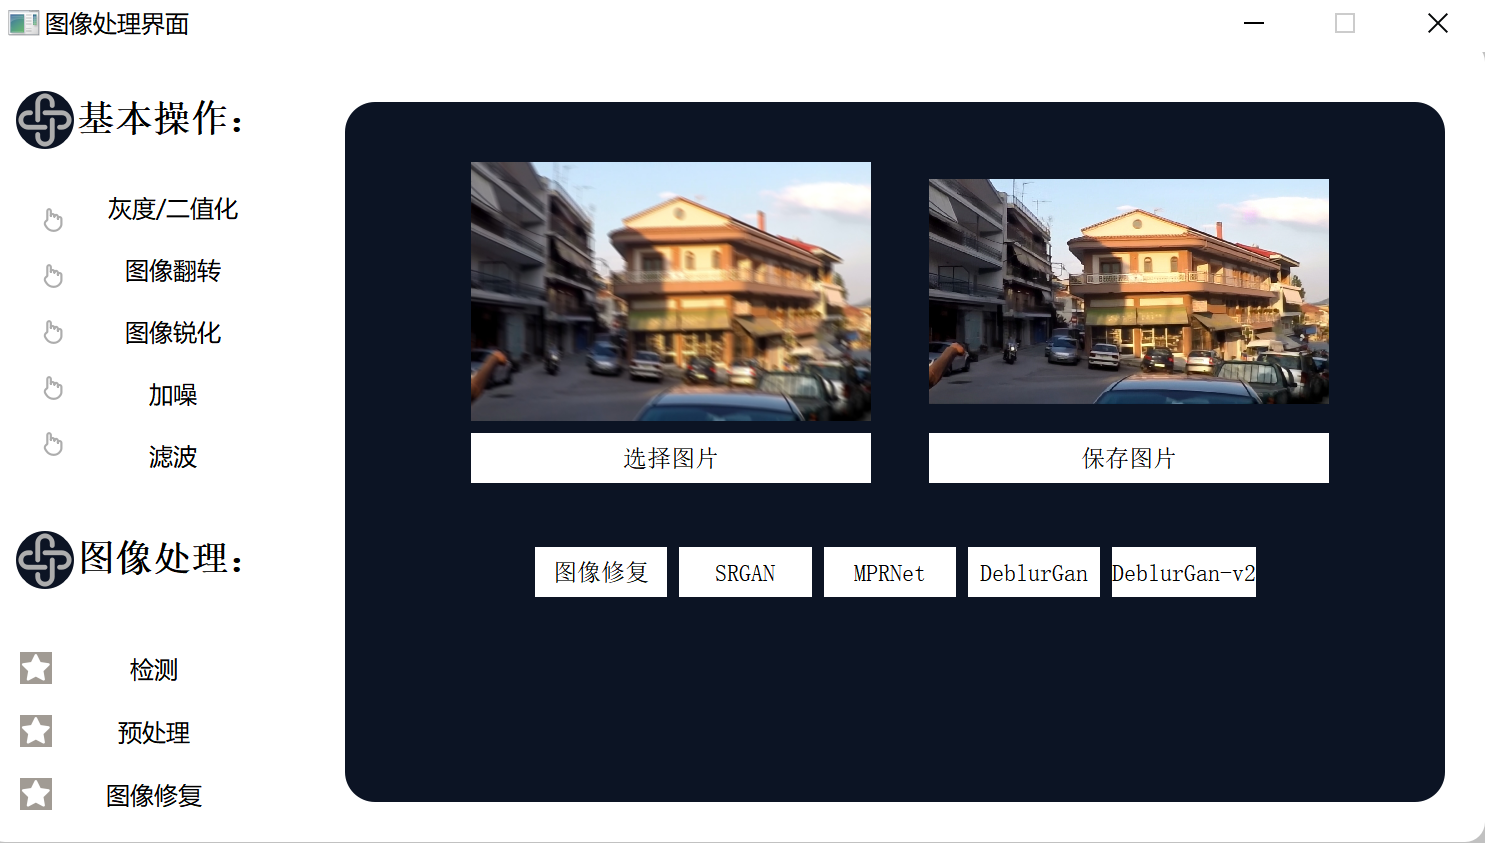 图像处理界面
基本操作：
灰度/二值化
图像翻转
图像锐化
加噪
滤波
图像处理：
检测
预处理
图像修复
选择图片
保存图片
图像修复
SRGAN
MPRNet
DeblurGan
DeblurGan-v2